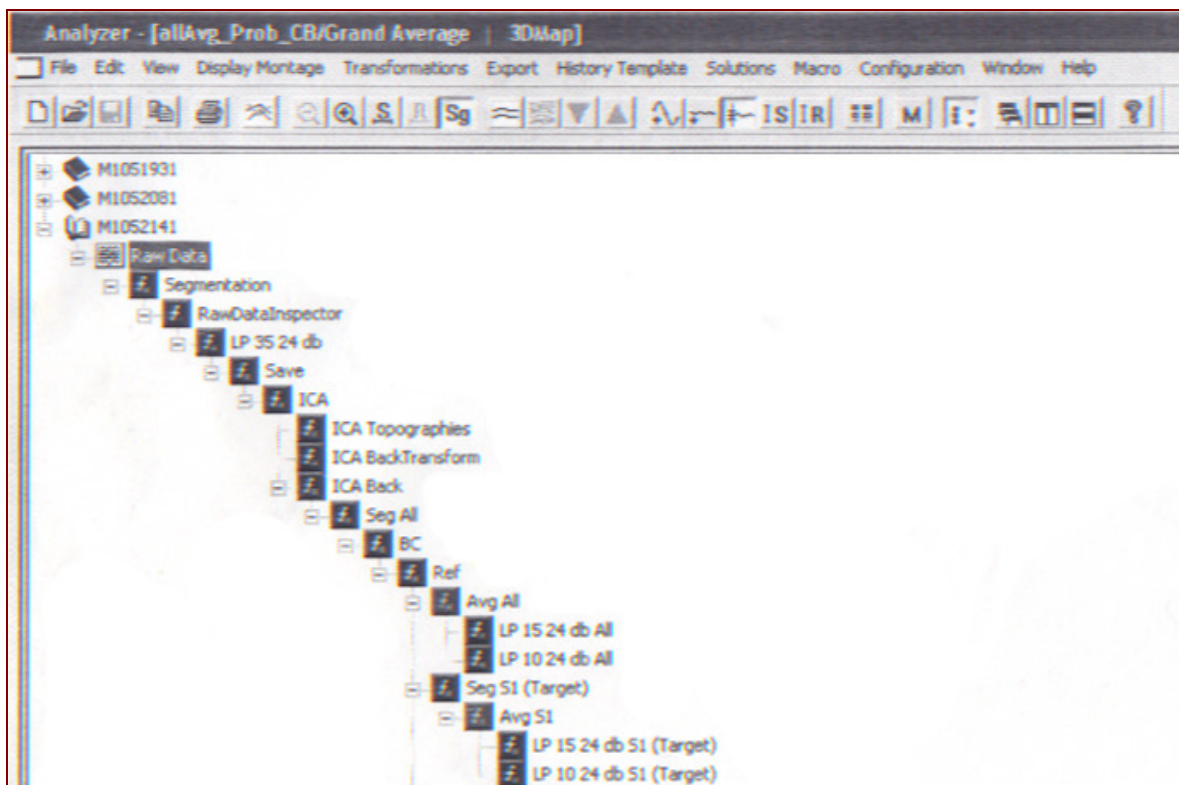 Analyzer - [allAvg_Prob_CB/Grand Average | 3DMap]
File Edit View Display Montage Transformations Export History Template Solutions Macro Configuration Window Help
S Sg IS IR M ?
M1051931
M1052081
M1052141
Raw Data
Segmentation
RawDataInspector
LP 35 24 db
Save
ICA
ICA Topographies
ICA BackTransform
ICA Back
Seg All
BC
Ref
Avg All
LP 15 24 db All
LP 10 24 db All
Seg S1 (Target)
Avg S1
LP 15 24 db S1 (Target)
LP 10 24 db S1 (Target)